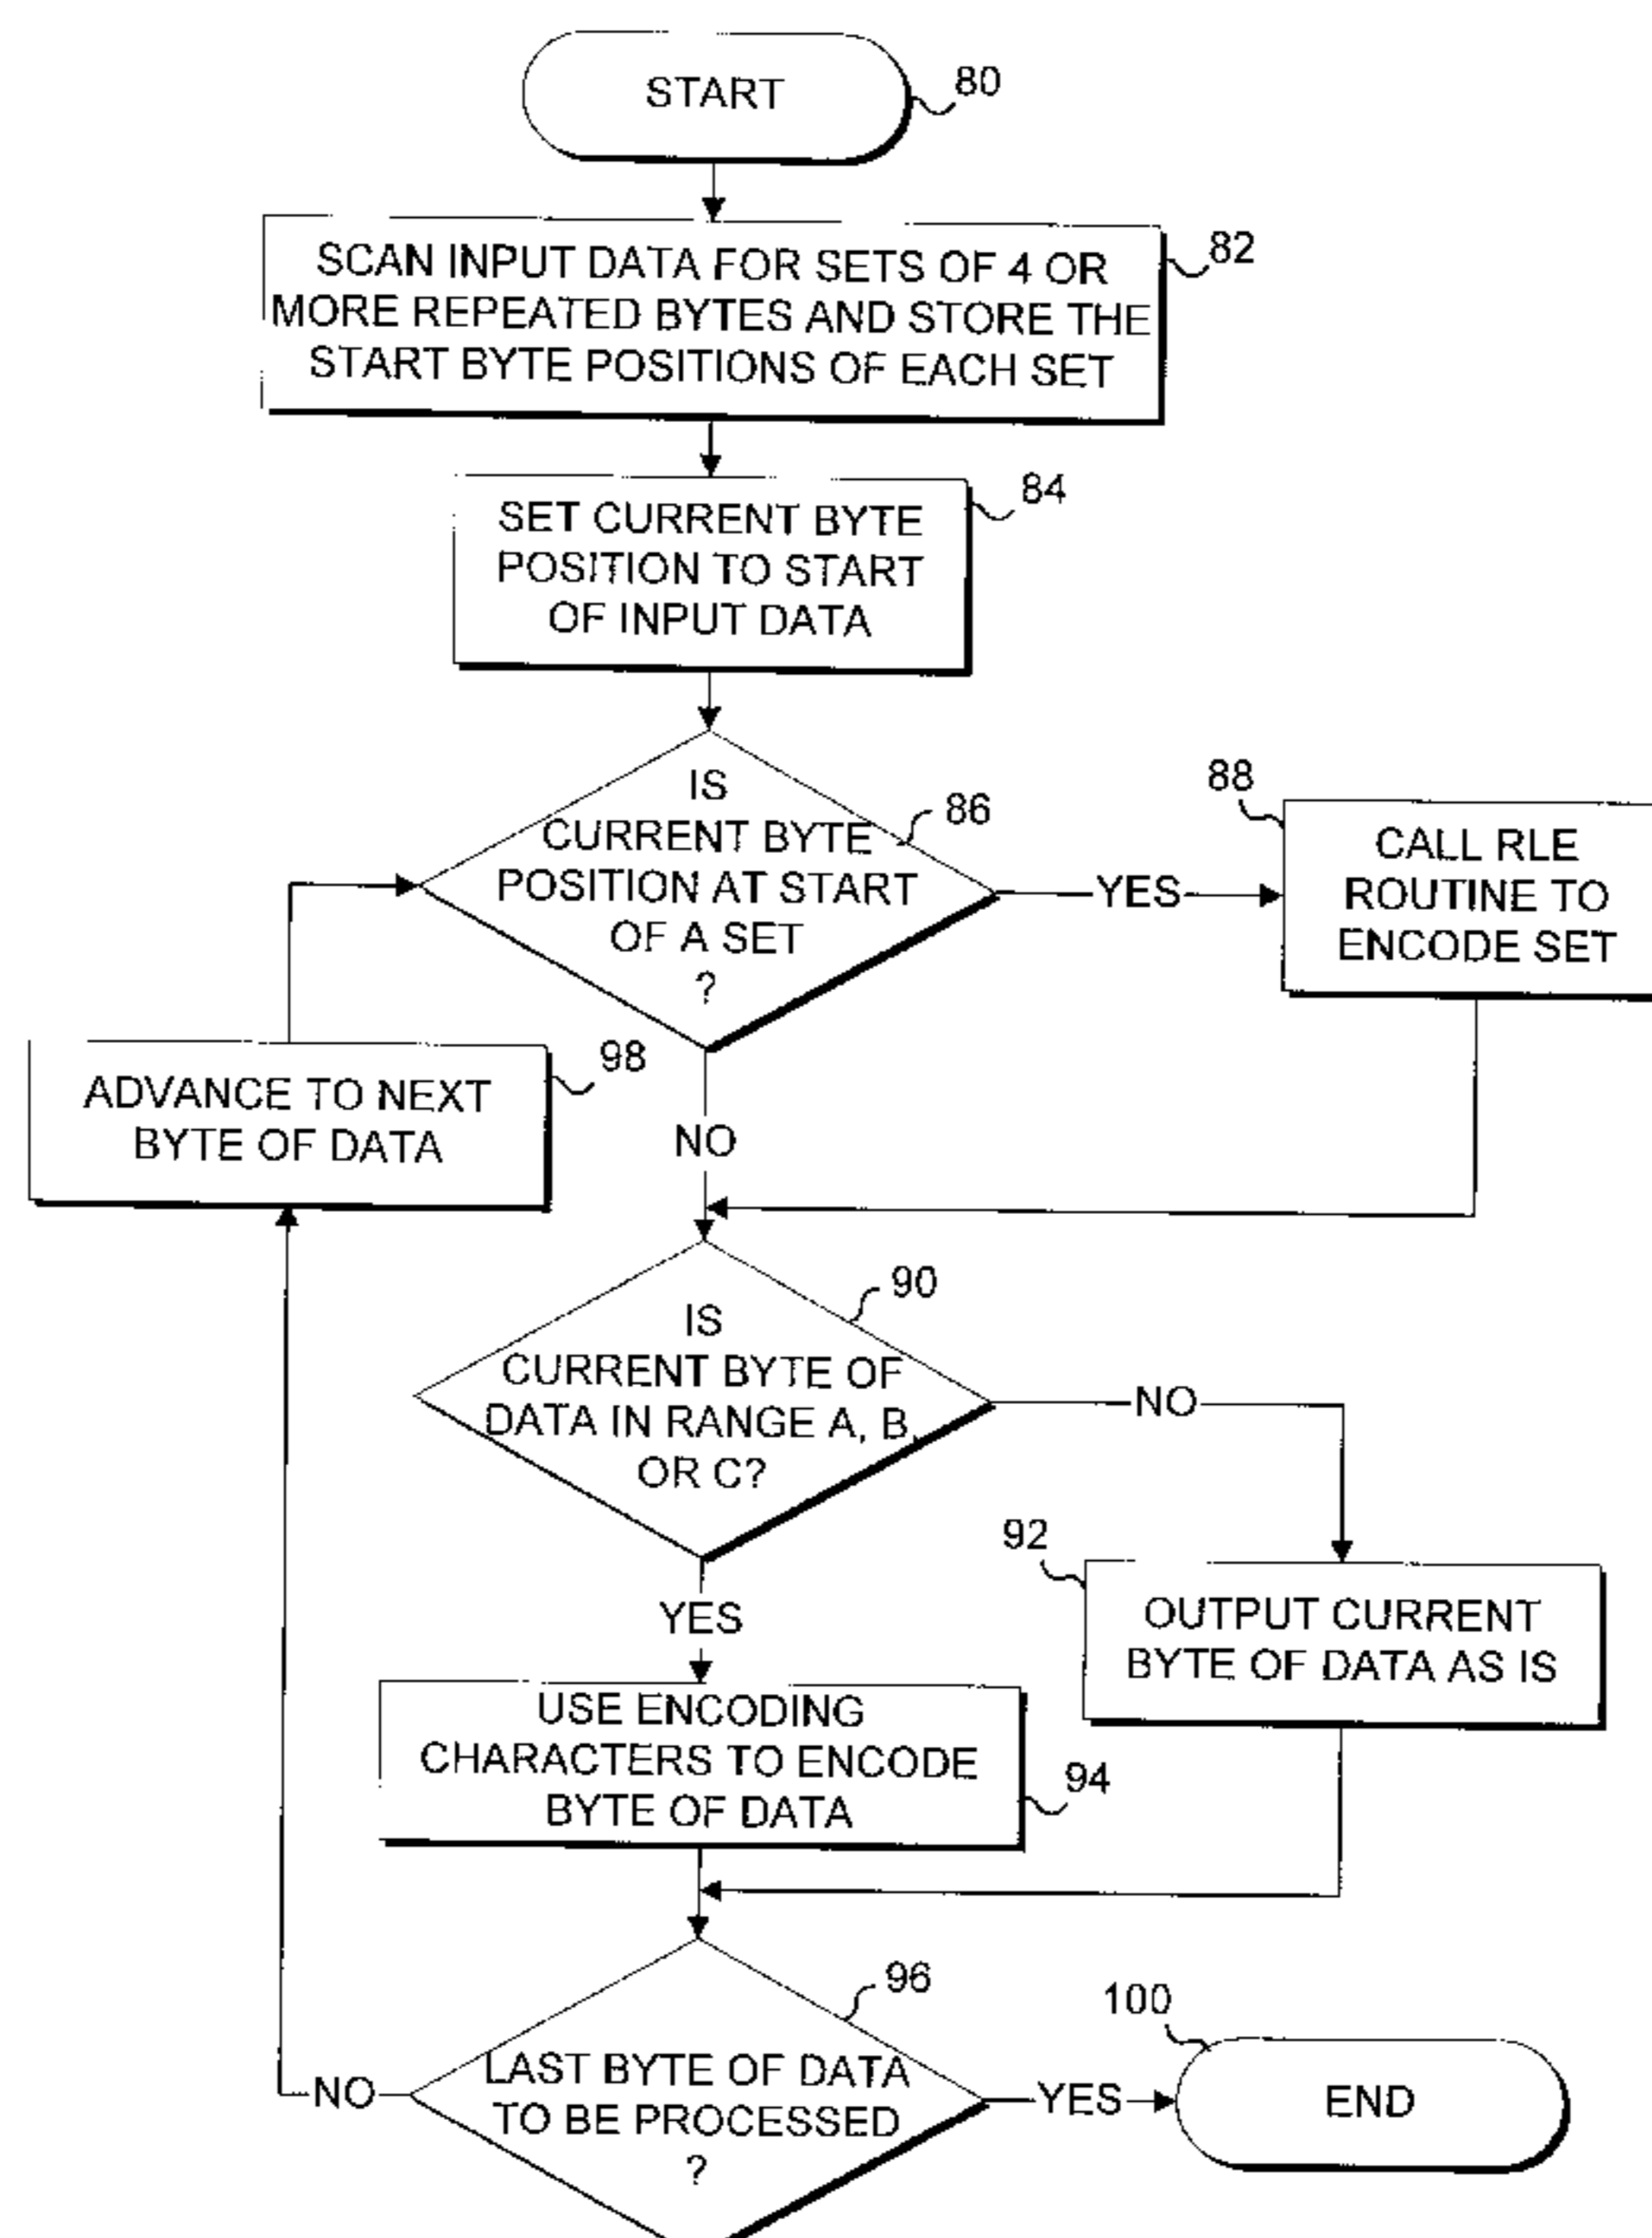 START
80
SCAN INPUT DATA FOR SETS OF 4 OR
MORE REPEATED BYTES AND STORE THE
START BYTE POSITIONS OF EACH SET
82
SET CURRENT BYTE
POSITION TO START
OF INPUT DATA
84
IS
CURRENT BYTE
POSITION AT START
OF A SET
?
86
YES
88
CALL RLE
ROUTINE TO
ENCODE SET
98
ADVANCE TO NEXT
BYTE OF DATA
NO
90
IS
CURRENT BYTE OF
DATA IN RANGE A, B,
OR C?
NO
92
OUTPUT CURRENT
BYTE OF DATA AS IS
YES
USE ENCODING
CHARACTERS TO ENCODE
BYTE OF DATA
94
96
LAST BYTE OF DATA
TO BE PROCESSED
?
NO
YES
100
END